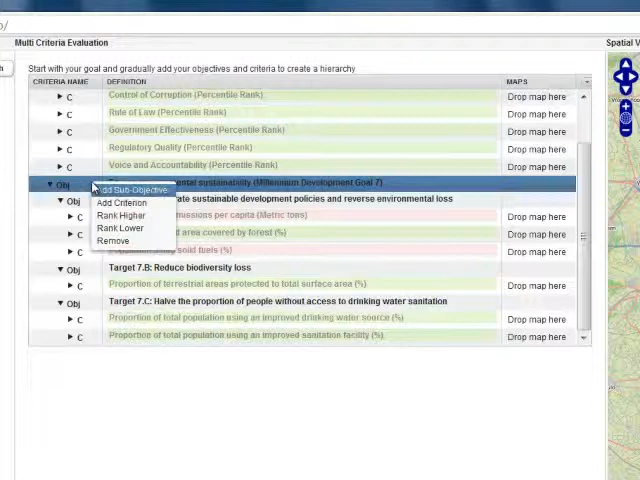 Multi Criteria Evaluation
Spatial V
Start with your goal and gradually add your objectives and criteria to create a hierarchy
CRITERIA NAME DEFINITION MAPS
C Control of Corruption (Percentile Rank) Drop map here
C Rule of Law (Percentile Rank) Drop map here
C Government Effectiveness (Percentile Rank) Drop map here
C Regulatory Quality (Percentile Rank) Drop map here
C Voice and Accountability (Percentile Rank) Drop map here
Obj mental sustainability (Millennium Development Goal 7)
Add Sub-Objective
Obj rate sustainable development policies and reverse environmental loss
Add Criterion
C missions per capita (Metric tons) Drop map here
Rank Higher
C d area covered by forest (%) Drop map here
Rank Lower
C solid fuels (%) Drop map here
Remove
Obj Target 7.B: Reduce biodiversity loss
C Proportion of terrestrial areas protected to total surface area (%) Drop map here
Obj Target 7.C: Halve the proportion of people without access to drinking water sanitation
C Proportion of total population using an improved drinking water source (%) Drop map here
C Proportion of total population using an improved sanitation facility (%) Drop map here